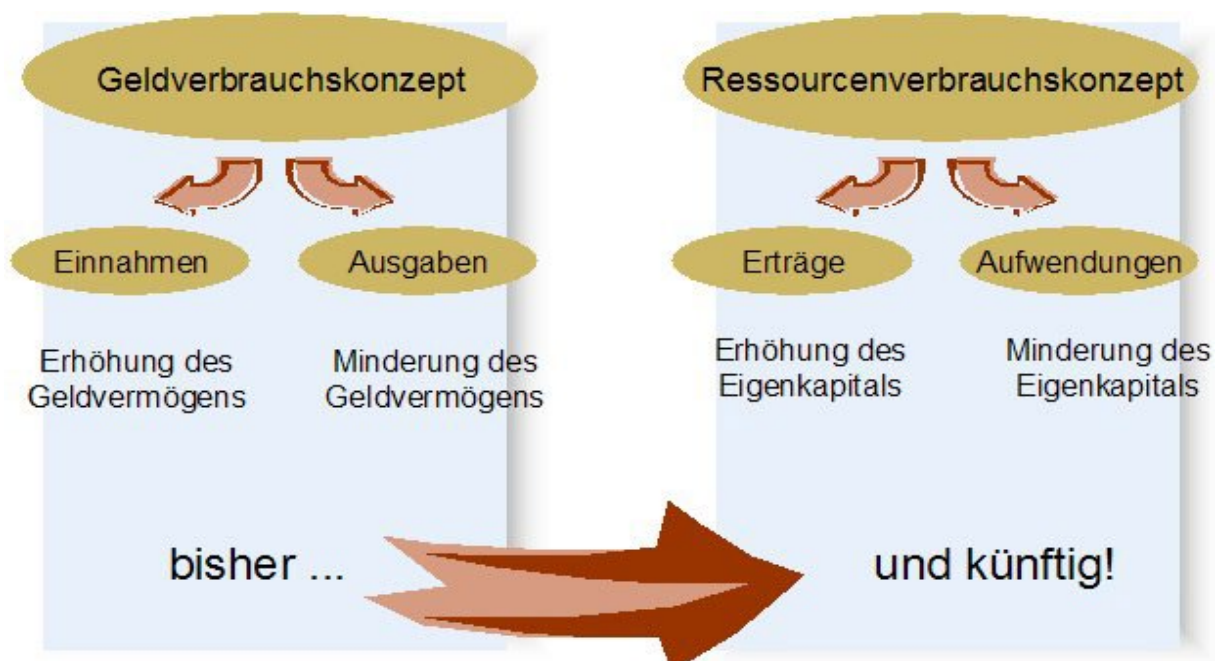 Geldverbrauchskonzept
Einnahmen
Ausgaben
Erhöhung des
Geldvermögens
Minderung des
Geldvermögens
bisher ...
Ressourcenverbrauchskonzept
Erträge
Aufwendungen
Erhöhung des
Eigenkapitals
Minderung des
Eigenkapitals
und künftig!